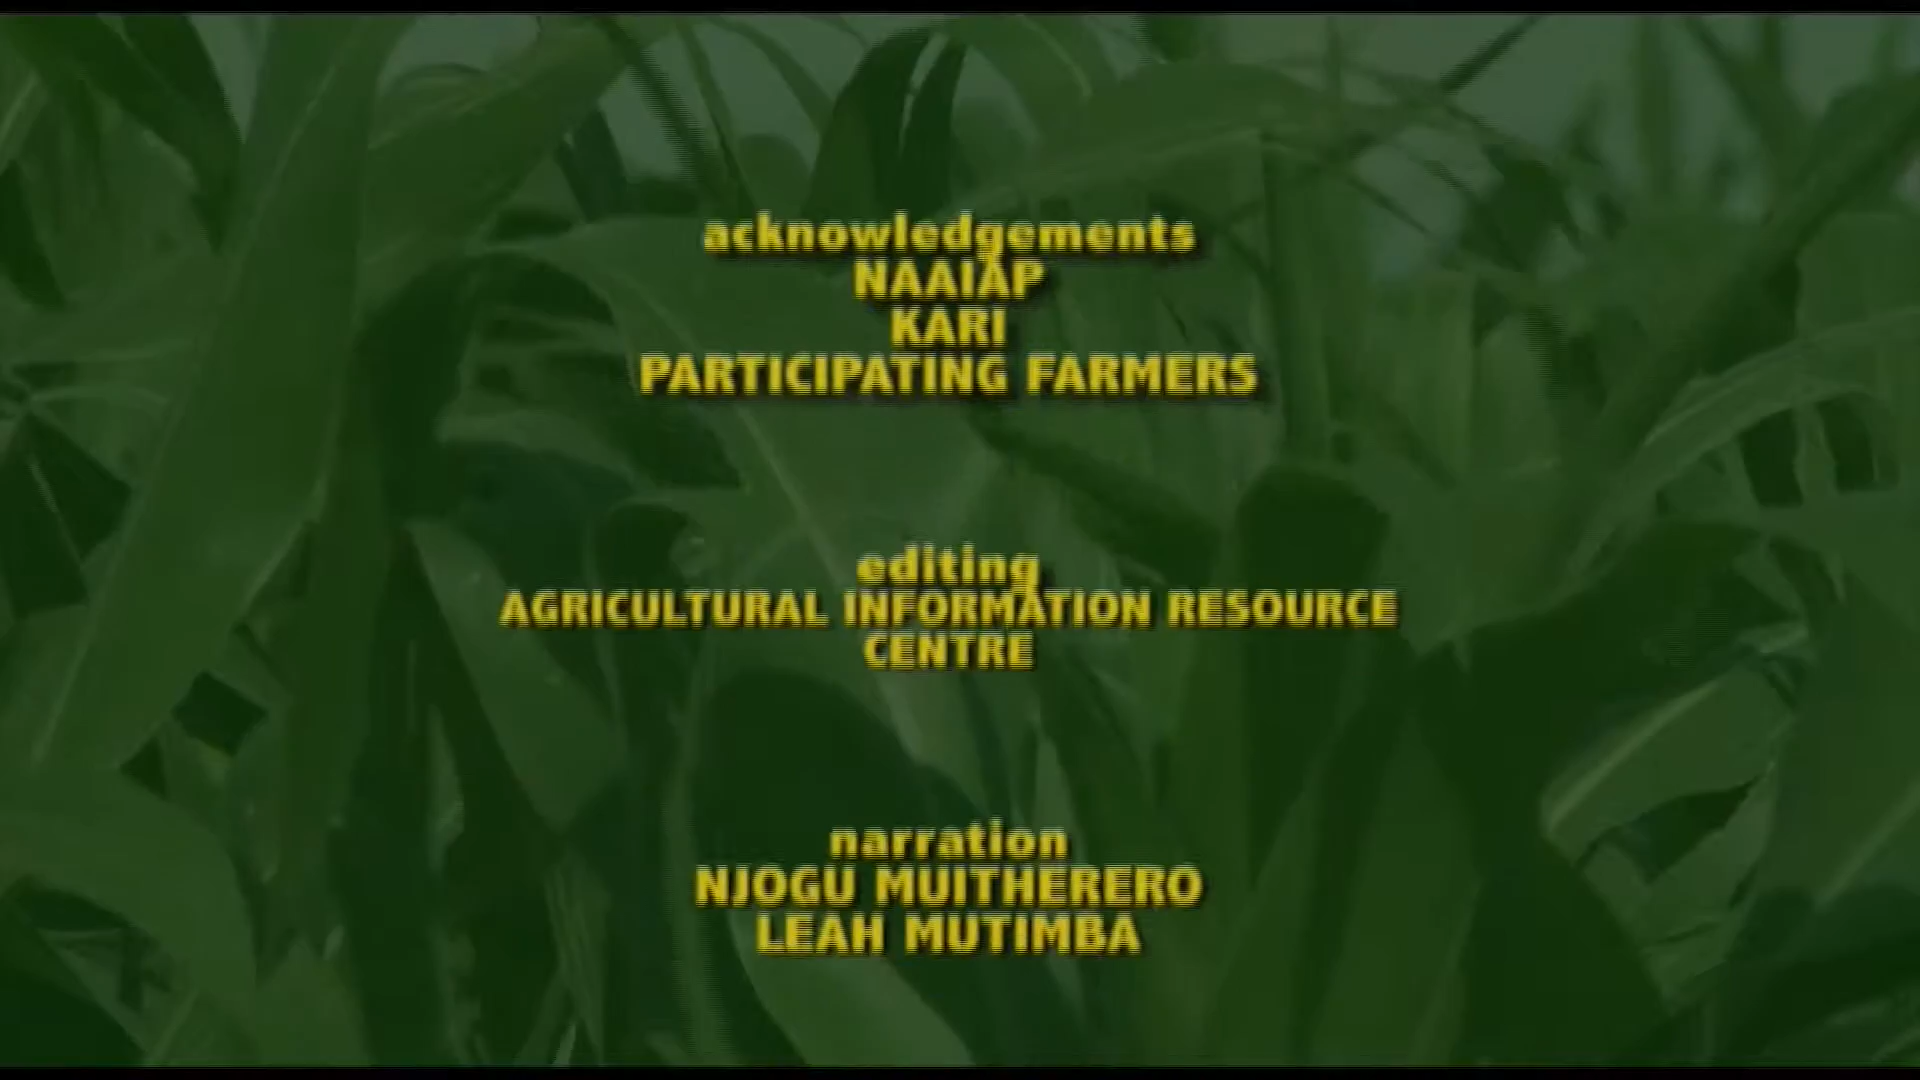 acknowledgements
NAAIAP
KARI
PARTICIPATING FARMERS
editing
AGRICULTURAL INFORMATION RESOURCE
CENTRE
narration
NJOGU MUITHERERO
LEAH MUTIMBA